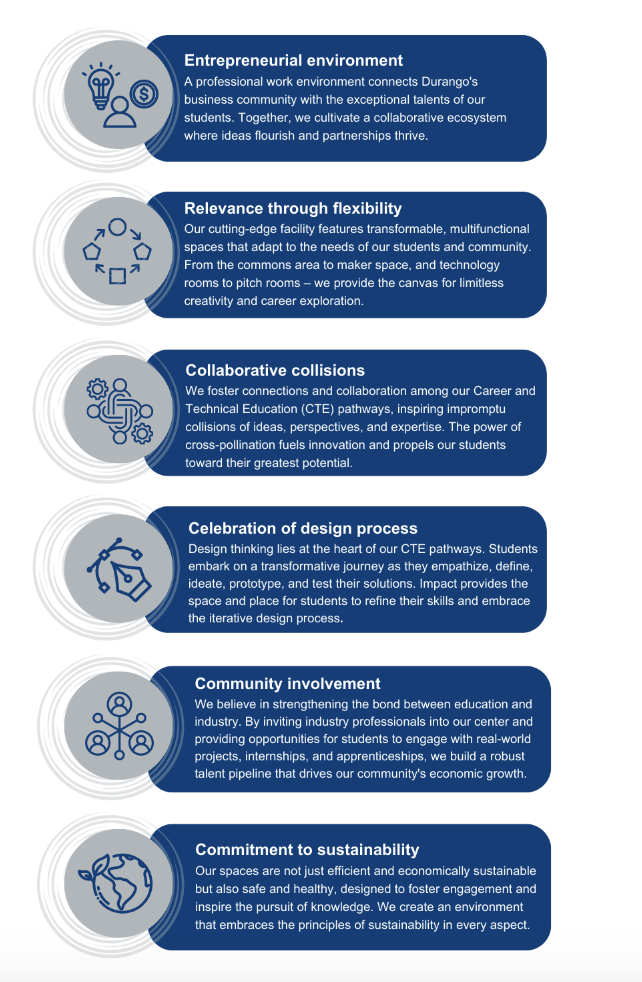 Entrepreneurial environment
A professional work environment connects Durango's
business community with the exceptional talents of our
students. Together, we cultivate a collaborative ecosystem
where ideas flourish and partnerships thrive.
Relevance through flexibility
Our cutting-edge facility features transformable, multifunctional
spaces that adapt to the needs of our students and community.
From the commons area to maker space, and technology
rooms to pitch rooms – we provide the canvas for limitless
creativity and career exploration.
Collaborative collisions
We foster connections and collaboration among our Career and
Technical Education (CTE) pathways, inspiring impromptu
collisions of ideas, perspectives, and expertise. The power of
cross-pollination fuels innovation and propels our students
toward their greatest potential.
Celebration of design process
Design thinking lies at the heart of our CTE pathways. Students
embark on a transformative journey as they empathize, define,
ideate, prototype, and test their solutions. Impact provides the
space and place for students to refine their skills and embrace
the iterative design process.
Community involvement
We believe in strengthening the bond between education and
industry. By inviting industry professionals into our center and
providing opportunities for students to engage with real-world
projects, internships, and apprenticeships, we build a robust
talent pipeline that drives our community's economic growth.
Commitment to sustainability
Our spaces are not just efficient and economically sustainable
but also safe and healthy, designed to foster engagement and
inspire the pursuit of knowledge. We create an environment
that embraces the principles of sustainability in every aspect.